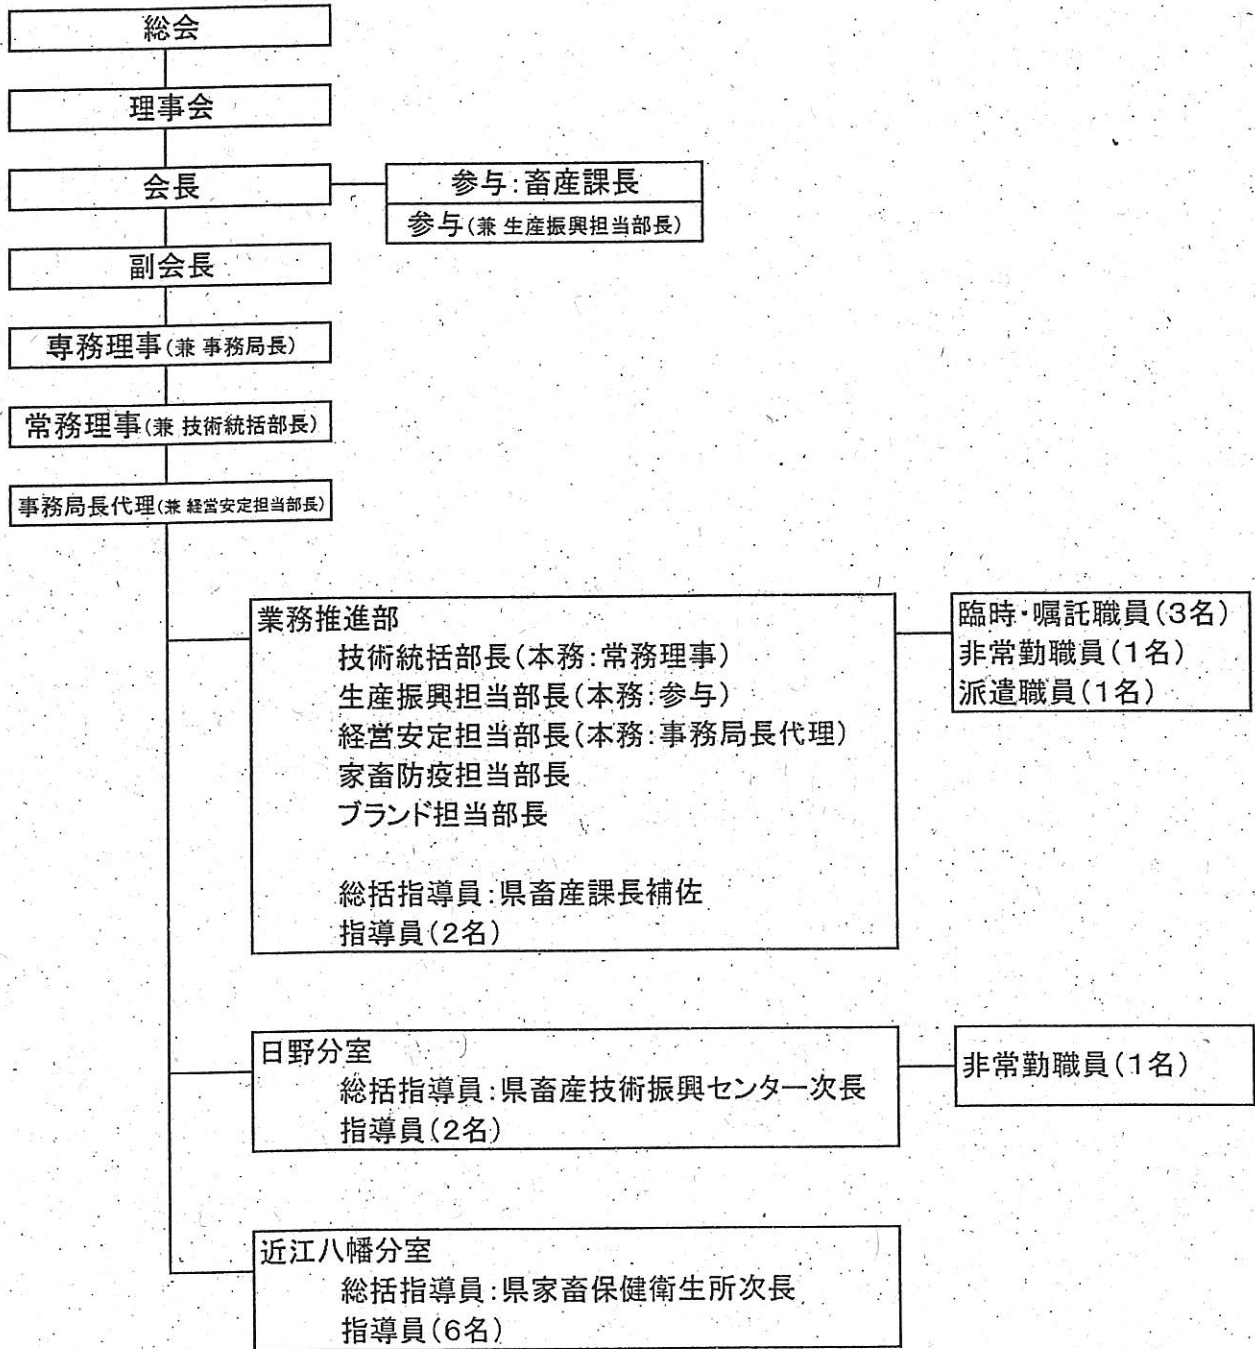 総会
理事会
会長
参与:畜産課長
参与(兼 生産振興担当部長)
副会長
専務理事(兼 事務局長)
常務理事(兼 技術統括部長)
事務局長代理(兼 経営安定担当部長)
業務推進部
技術統括部長(本務:常務理事)
生産振興担当部長(本務:参与)
経営安定担当部長(本務:事務局長代理)
家畜防疫担当部長
ブランド担当部長
総括指導員:県畜産課長補佐
指導員(2名)
臨時・嘱託職員(3名)
非常勤職員(1名)
派遣職員(1名)
日野分室
総括指導員:県畜産技術振興センター次長
指導員(2名)
非常勤職員(1名)
近江八幡分室
総括指導員:県家畜保健衛生所次長
指導員(6名)